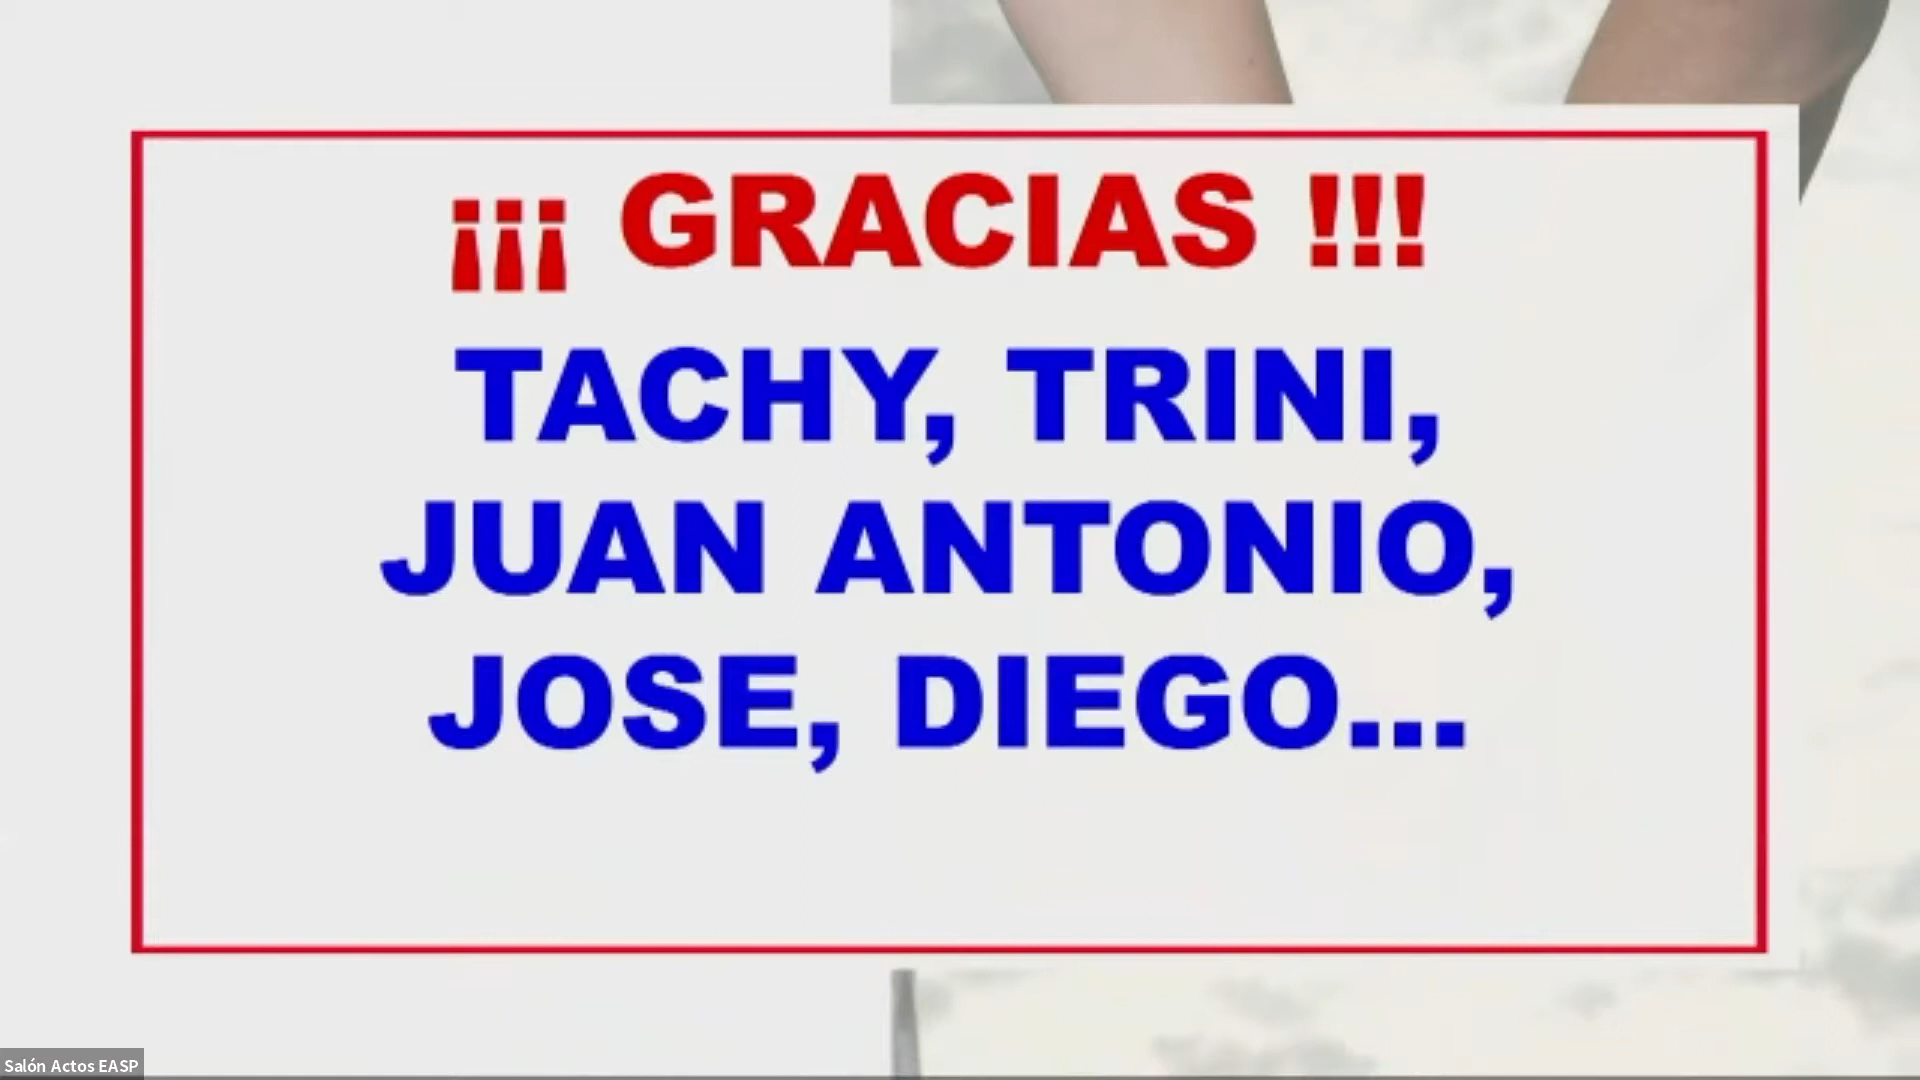 ¡¡¡ GRACIAS !!!
TACHY, TRINI,
JUAN ANTONIO,
JOSE, DIEGO...
Salón Actos EASP